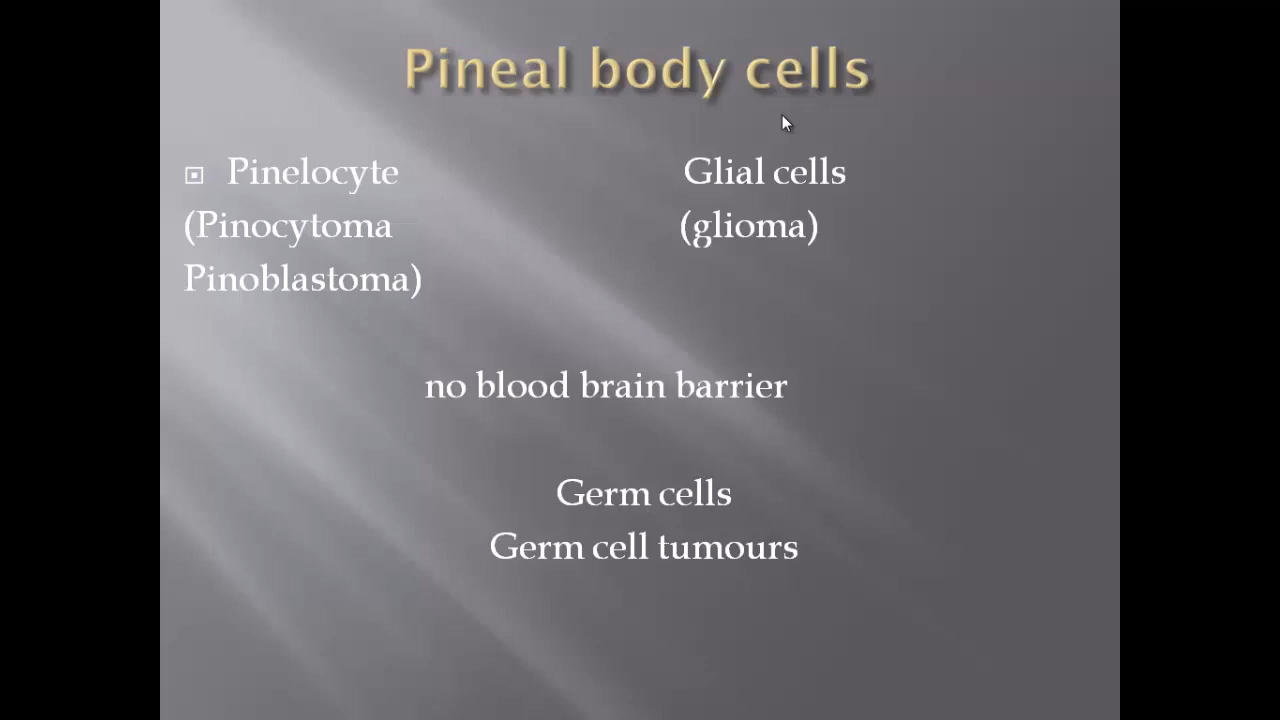 Pineal body cells
Pinelocyte Glial cells
(Pinocytoma (glioma)
Pinoblastoma)
no blood brain barrier
Germ cells
Germ cell tumours